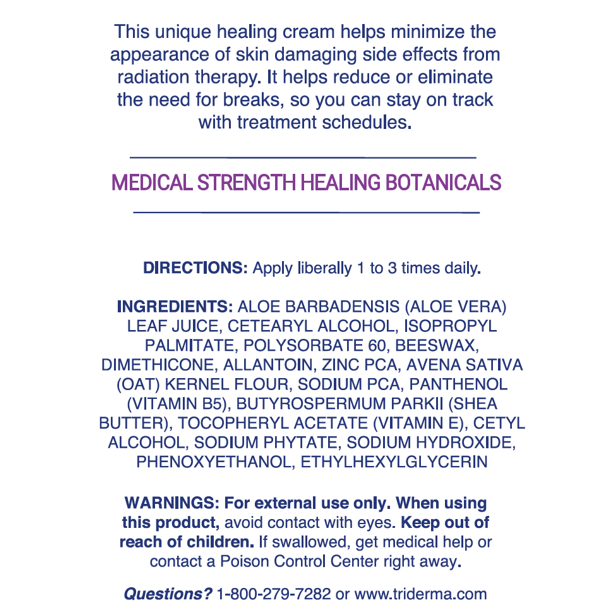 This unique healing cream helps minimize the
appearance of skin damaging side effects from
radiation therapy. It helps reduce or eliminate
the need for breaks, so you can stay on track
with treatment schedules.
MEDICAL STRENGTH HEALING BOTANICALS
DIRECTIONS: Apply liberally 1 to 3 times daily.
INGREDIENTS: ALOE BARBADENSIS (ALOE VERA)
LEAF JUICE, CETEARYL ALCOHOL, ISOPROPYL
PALMITATE, POLYSORBATE 60, BEESWAX,
DIMETHICONE, ALLANTOIN, ZINC PCA, AVENA SATIVA
(OAT) KERNEL FLOUR, SODIUM PCA, PANTHENOL
(VITAMIN B5), BUTYROSPERMUM PARKII (SHEA
BUTTER), TOCOPHERYL ACETATE (VITAMIN E), CETYL
ALCOHOL, SODIUM PHYTATE, SODIUM HYDROXIDE,
PHENOXYETHANOL, ETHYLHEXYLGLYCERIN
WARNINGS: For external use only. When using
this product, avoid contact with eyes. Keep out of
reach of children. If swallowed, get medical help or
contact a Poison Control Center right away.
Questions? 1-800-279-7282 or www.triderma.com